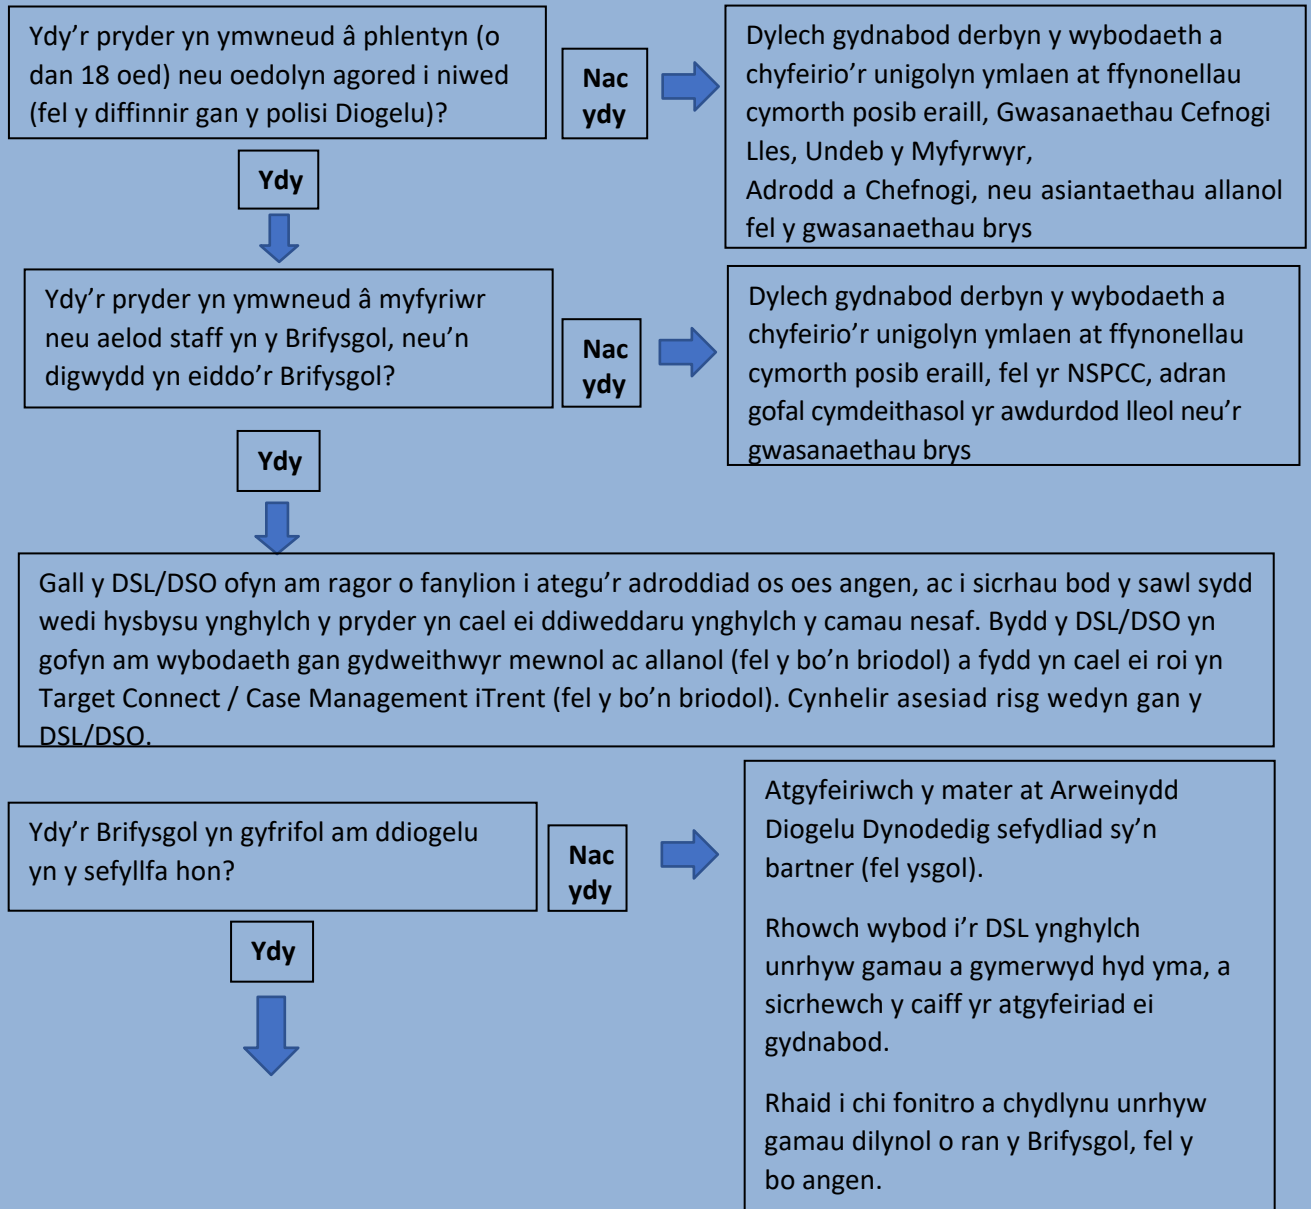 Ydy'r pryder yn ymwneud â phlentyn (o
dan 18 oed) neu oedolyn agored i niwed
(fel y diffinnir gan y polisi Diogelu)?
Nac
ydy
Dylech gydnabod derbyn y wybodaeth a
chyfeirio'r unigolyn ymlaen at ffynonellau
cymorth posib eraill, Gwasanaethau Cefnogi
Lles, Undeb y Myfyrwyr,
Adrodd a Chefnogi, neu asiantaethau allanol
fel y gwasanaethau brys
Ydy
Ydy'r pryder yn ymwneud â myfyriwr
neu aelod staff yn y Brifysgol, neu'n
digwydd yn eiddo'r Brifysgol?
Nac
ydy
Dylech gydnabod derbyn y wybodaeth a
chyfeirio'r unigolyn ymlaen at ffynonellau
cymorth posib eraill, fel yr NSPCC, adran
gofal cymdeithasol yr awdurdod lleol neu'r
gwasanaethau brys
Ydy
Gall y DSL/DSO ofyn am ragor o fanylion i ategu'r adroddiad os oes angen, ac i sicrhau bod y sawl sydd
wedi hysbysu ynghylch y pryder yn cael ei ddiweddaru ynghylch y camau nesaf. Bydd y DSL/DSO yn
gofyn am wybodaeth gan gydweithwyr mewnol ac allanol (fel y bo'n briodol) a fydd yn cael ei roi yn
Target Connect / Case Management iTrent (fel y bo'n briodol). Cynhelir asesiad risg wedyn gan y
DSL/DSO.
Ydy'r Brifysgol yn gyfrifol am ddiogelu
yn y sefyllfa hon?
Nac
ydy
Atgyfeiriwch y mater at Arweinydd
Diogelu Dynodedig sefydliad sy'n
bartner (fel ysgol).
Rhowch wybod i'r DSL ynghylch
unrhyw gamau a gymerwyd hyd yma, a
sicrhewch y caiff yr atgyfeiriad ei
gydnabod.
Rhaid i chi fonitro a chydlynu unrhyw
gamau dilynol o ran y Brifysgol, fel y
bo angen.
Ydy